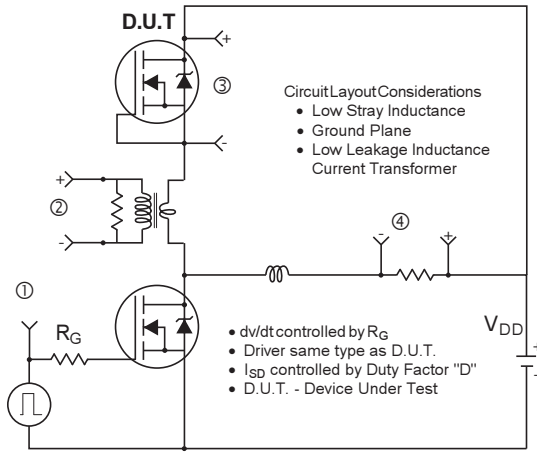 D.U.T
+
③
-
Circuit Layout Considerations
• Low Stray Inductance
• Ground Plane
• Low Leakage Inductance
Current Transformer
+
②
-
④
-
+
①
RG
VDD
+
-
• dv/dt controlled by RG
• Driver same type as D.U.T.
• ISD controlled by Duty Factor "D"
• D.U.T. - Device Under Test